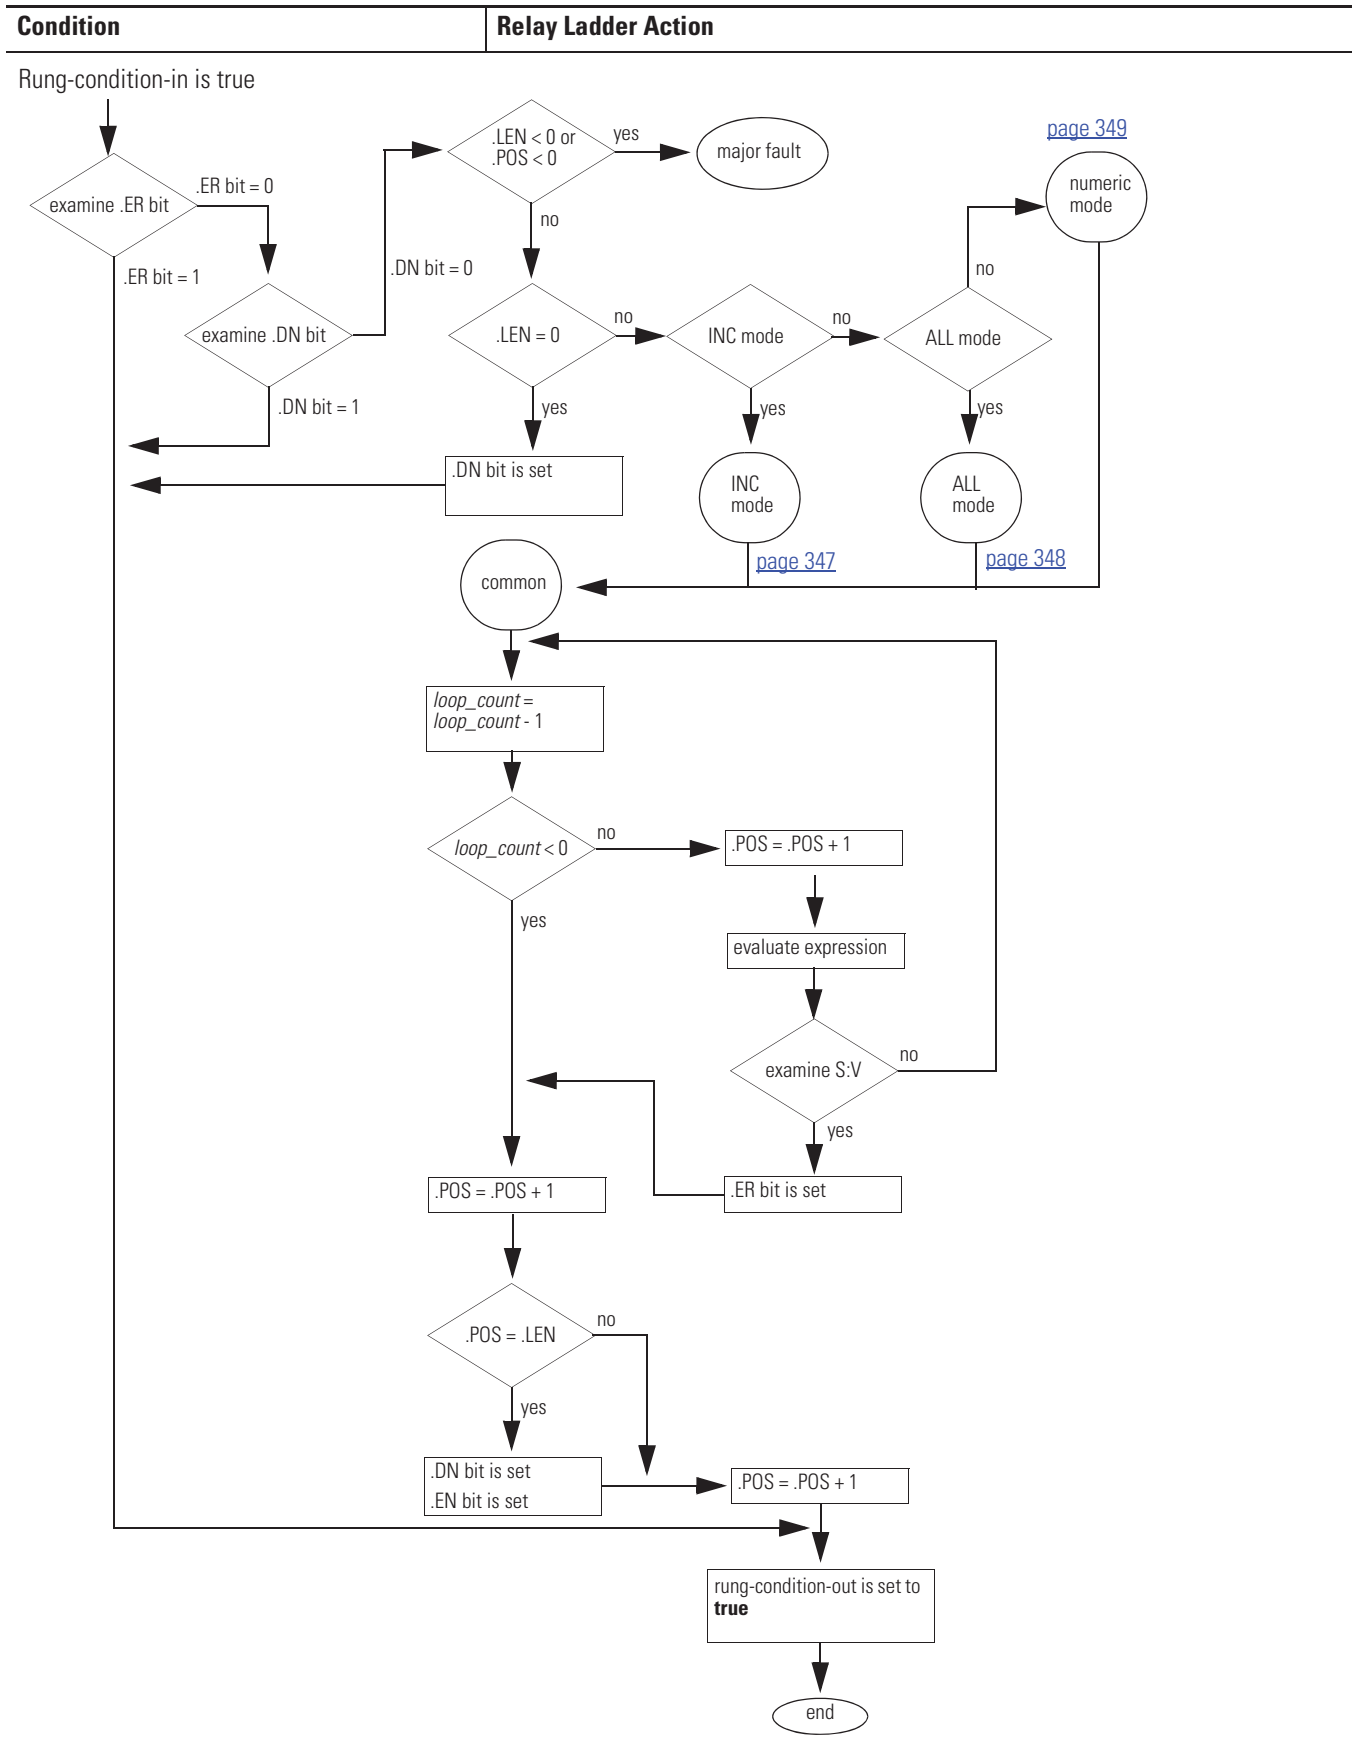 Condition
Relay Ladder Action
Rung-condition-in is true
examine .ER bit
.ER bit = 0
.ER bit = 1
examine .DN bit
.DN bit = 0
.DN bit = 1
.LEN < 0 or
.POS < 0
yes
major fault
no
.LEN = 0
no
INC mode
no
ALL mode
no
page 349
numeric
mode
yes
.DN bit is set
yes
INC
mode
page 347
yes
ALL
mode
page 348
common
loop_count =
loop_count - 1
loop_count < 0
no
.POS = .POS + 1
yes
evaluate expression
examine S:V
no
yes
.ER bit is set
.POS = .POS + 1
.POS = .LEN
no
yes
.DN bit is set
.EN bit is set
.POS = .POS + 1
rung-condition-out is set to
true
end